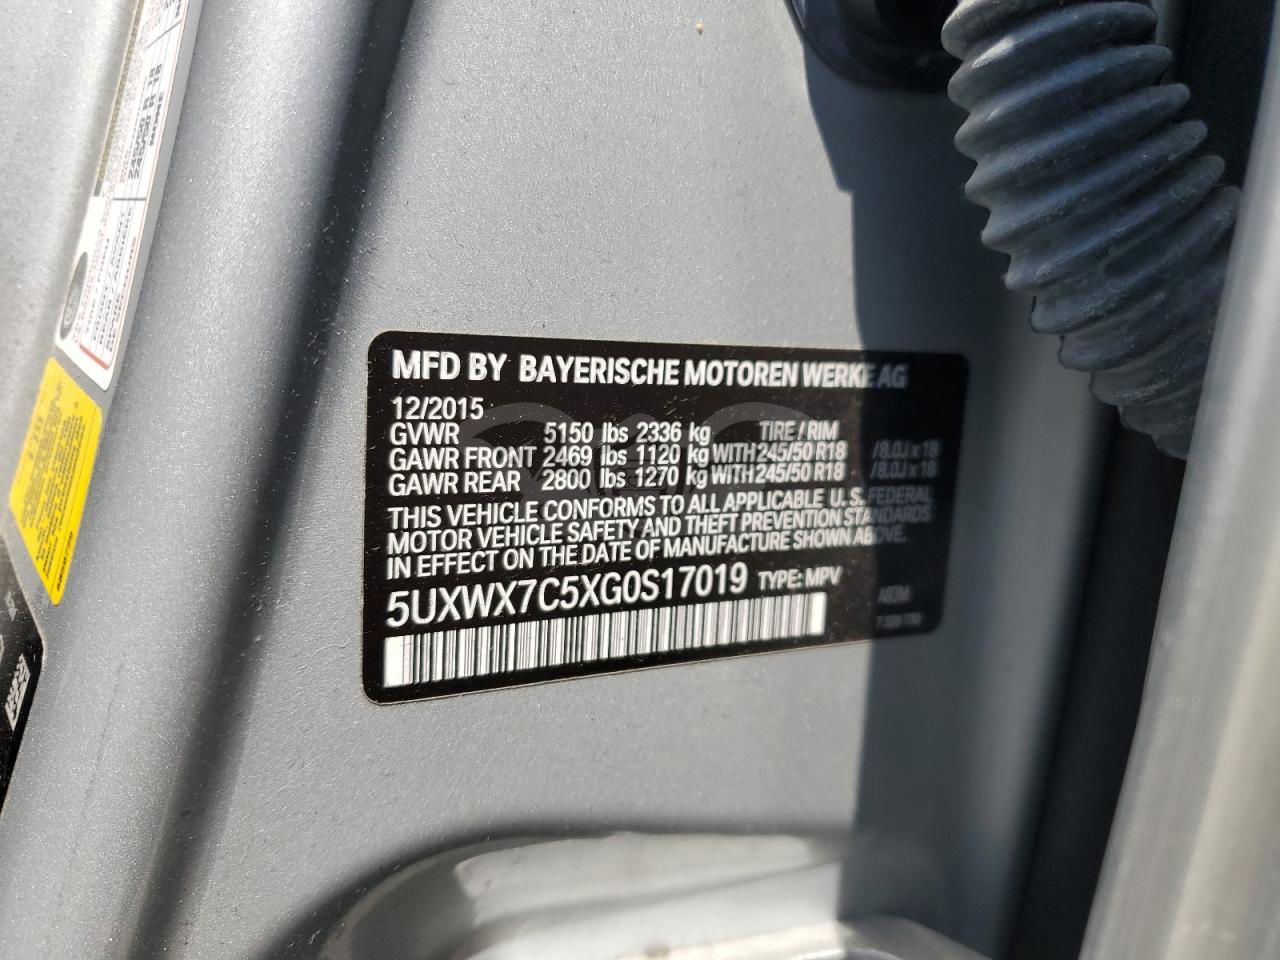 MFD BY BAYERISCHE MOTOREN WERKE AG
12/2015
GVWR 5150 lbs 2336 kg TIRE / RIM
GAWR FRONT 2469 lbs 1120 kg WITH 245/50 R18 /8.0J x 18
GAWR REAR 2800 lbs 1270 kg WITH 245/50 R18 /8.0J x 18
THIS VEHICLE CONFORMS TO ALL APPLICABLE U.S. FEDERAL
MOTOR VEHICLE SAFETY AND THEFT PREVENTION STANDARDS
IN EFFECT ON THE DATE OF MANUFACTURE SHOWN ABOVE.
5UXWX7C5XG0S17019 TYPE: MPV